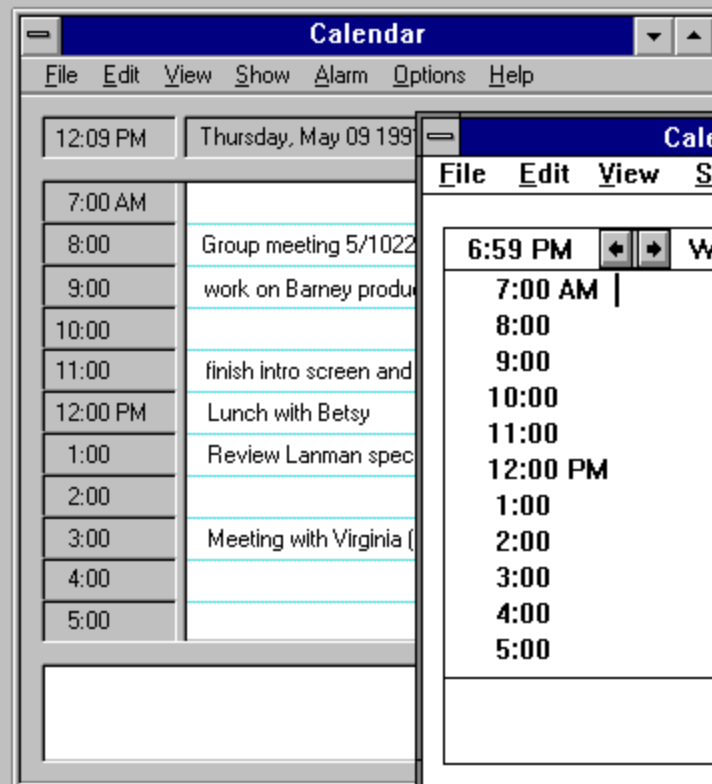 Calendar
File Edit View Show Alarm Options Help
12:09 PM Thursday, May 09 199
7:00 AM
8:00 Group meeting 5/1022
9:00 work on Barney produ
10:00
11:00 finish intro screen and
12:00 PM Lunch with Betsy
1:00 Review Lanman spec
2:00
3:00 Meeting with Virginia (
4:00
5:00
Cale
File Edit View S
6:59 PM W
7:00 AM
8:00
9:00
10:00
11:00
12:00 PM
1:00
2:00
3:00
4:00
5:00